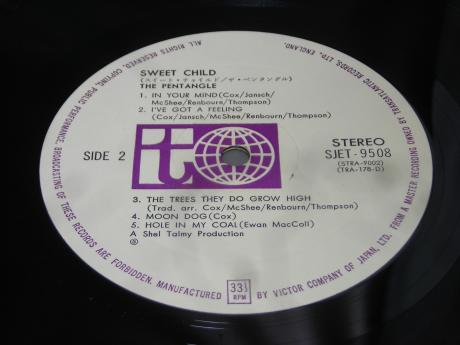 SWEET CHILD
(スイート・チャイルド/ザ・ペンタングル)
THE PENTANGLE
1. IN YOUR MIND(Cox/Jansch/
McShee/Renbourn/Thompson)
2. I'VE GOT A FEELING
(Cox/Jansch/McShee/Renbourn/Thompson)
SIDE 2
it
STEREO
SJET-9508
(STRA-9002)
(TRA-178-D)
3. THE TREES THEY DO GROW HIGH
(Trad. arr. Cox/McShee/Renbourn/Thompson)
4. MOON DOG(Cox)
5. HOLE IN MY COAL(Ewan MacColl)
A Shel Talmy Production
33⅓
RPM
ALL RIGHTS RESERVED. COPYING, PUBLIC PERFORMANCE, BROADCASTING OF THESE RECORDS ARE FORBIDDEN. MANUFACTURED BY VICTOR COMPANY OF JAPAN, LTD. FROM A MASTER RECORDING OWNED BY TRANSATLANTIC RECORDS LTD., ENGLAND.